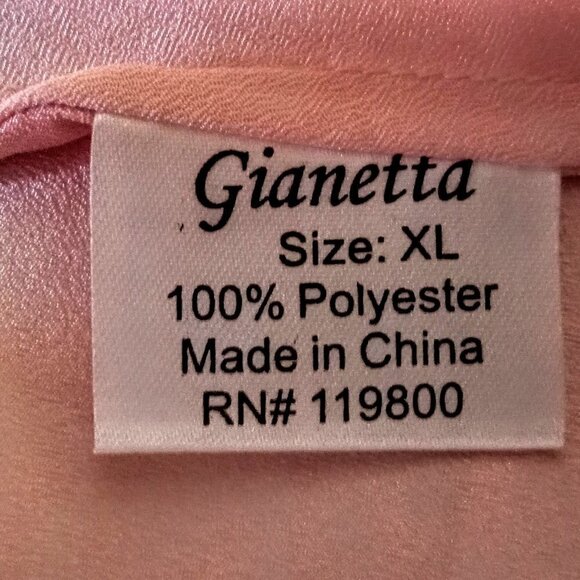 Gianetta
Size: XL
100% Polyester
Made in China
RN# 119800